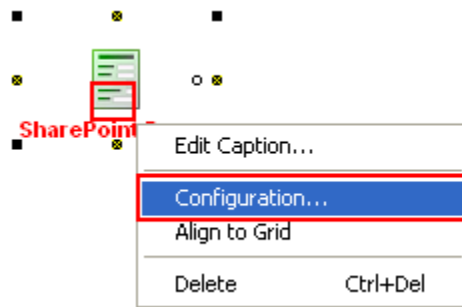 SharePoint
Edit Caption...
Configuration...
Align to Grid
Delete Ctrl+Del